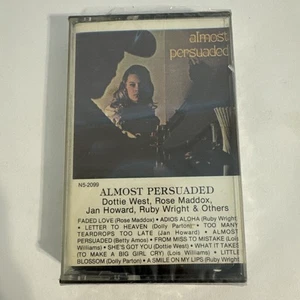 almost
persuaded
N5-2099
ALMOST PERSUADED
Dottie West, Rose Maddox,
Jan Howard, Ruby Wright & Others
FADED LOVE (Rose Maddox) • ADIOS ALOHA (Ruby Wright)
• LETTER TO HEAVEN (Dolly Parton) • TOO MANY
TEARDROPS TOO LATE (Jan Howard) • ALMOST
PERSUADED (Betty Amos) • FROM MISS TO MISTAKE (Lois
Williams) • SHE'S GOT YOU (Dottie West) • WHAT IT TAKES
(TO MAKE A BIG GIRL CRY) (Lois Williams) • LITTLE
BLOSSOM (Dolly Parton) • A SMILE ON MY LIPS (Ruby Wright)